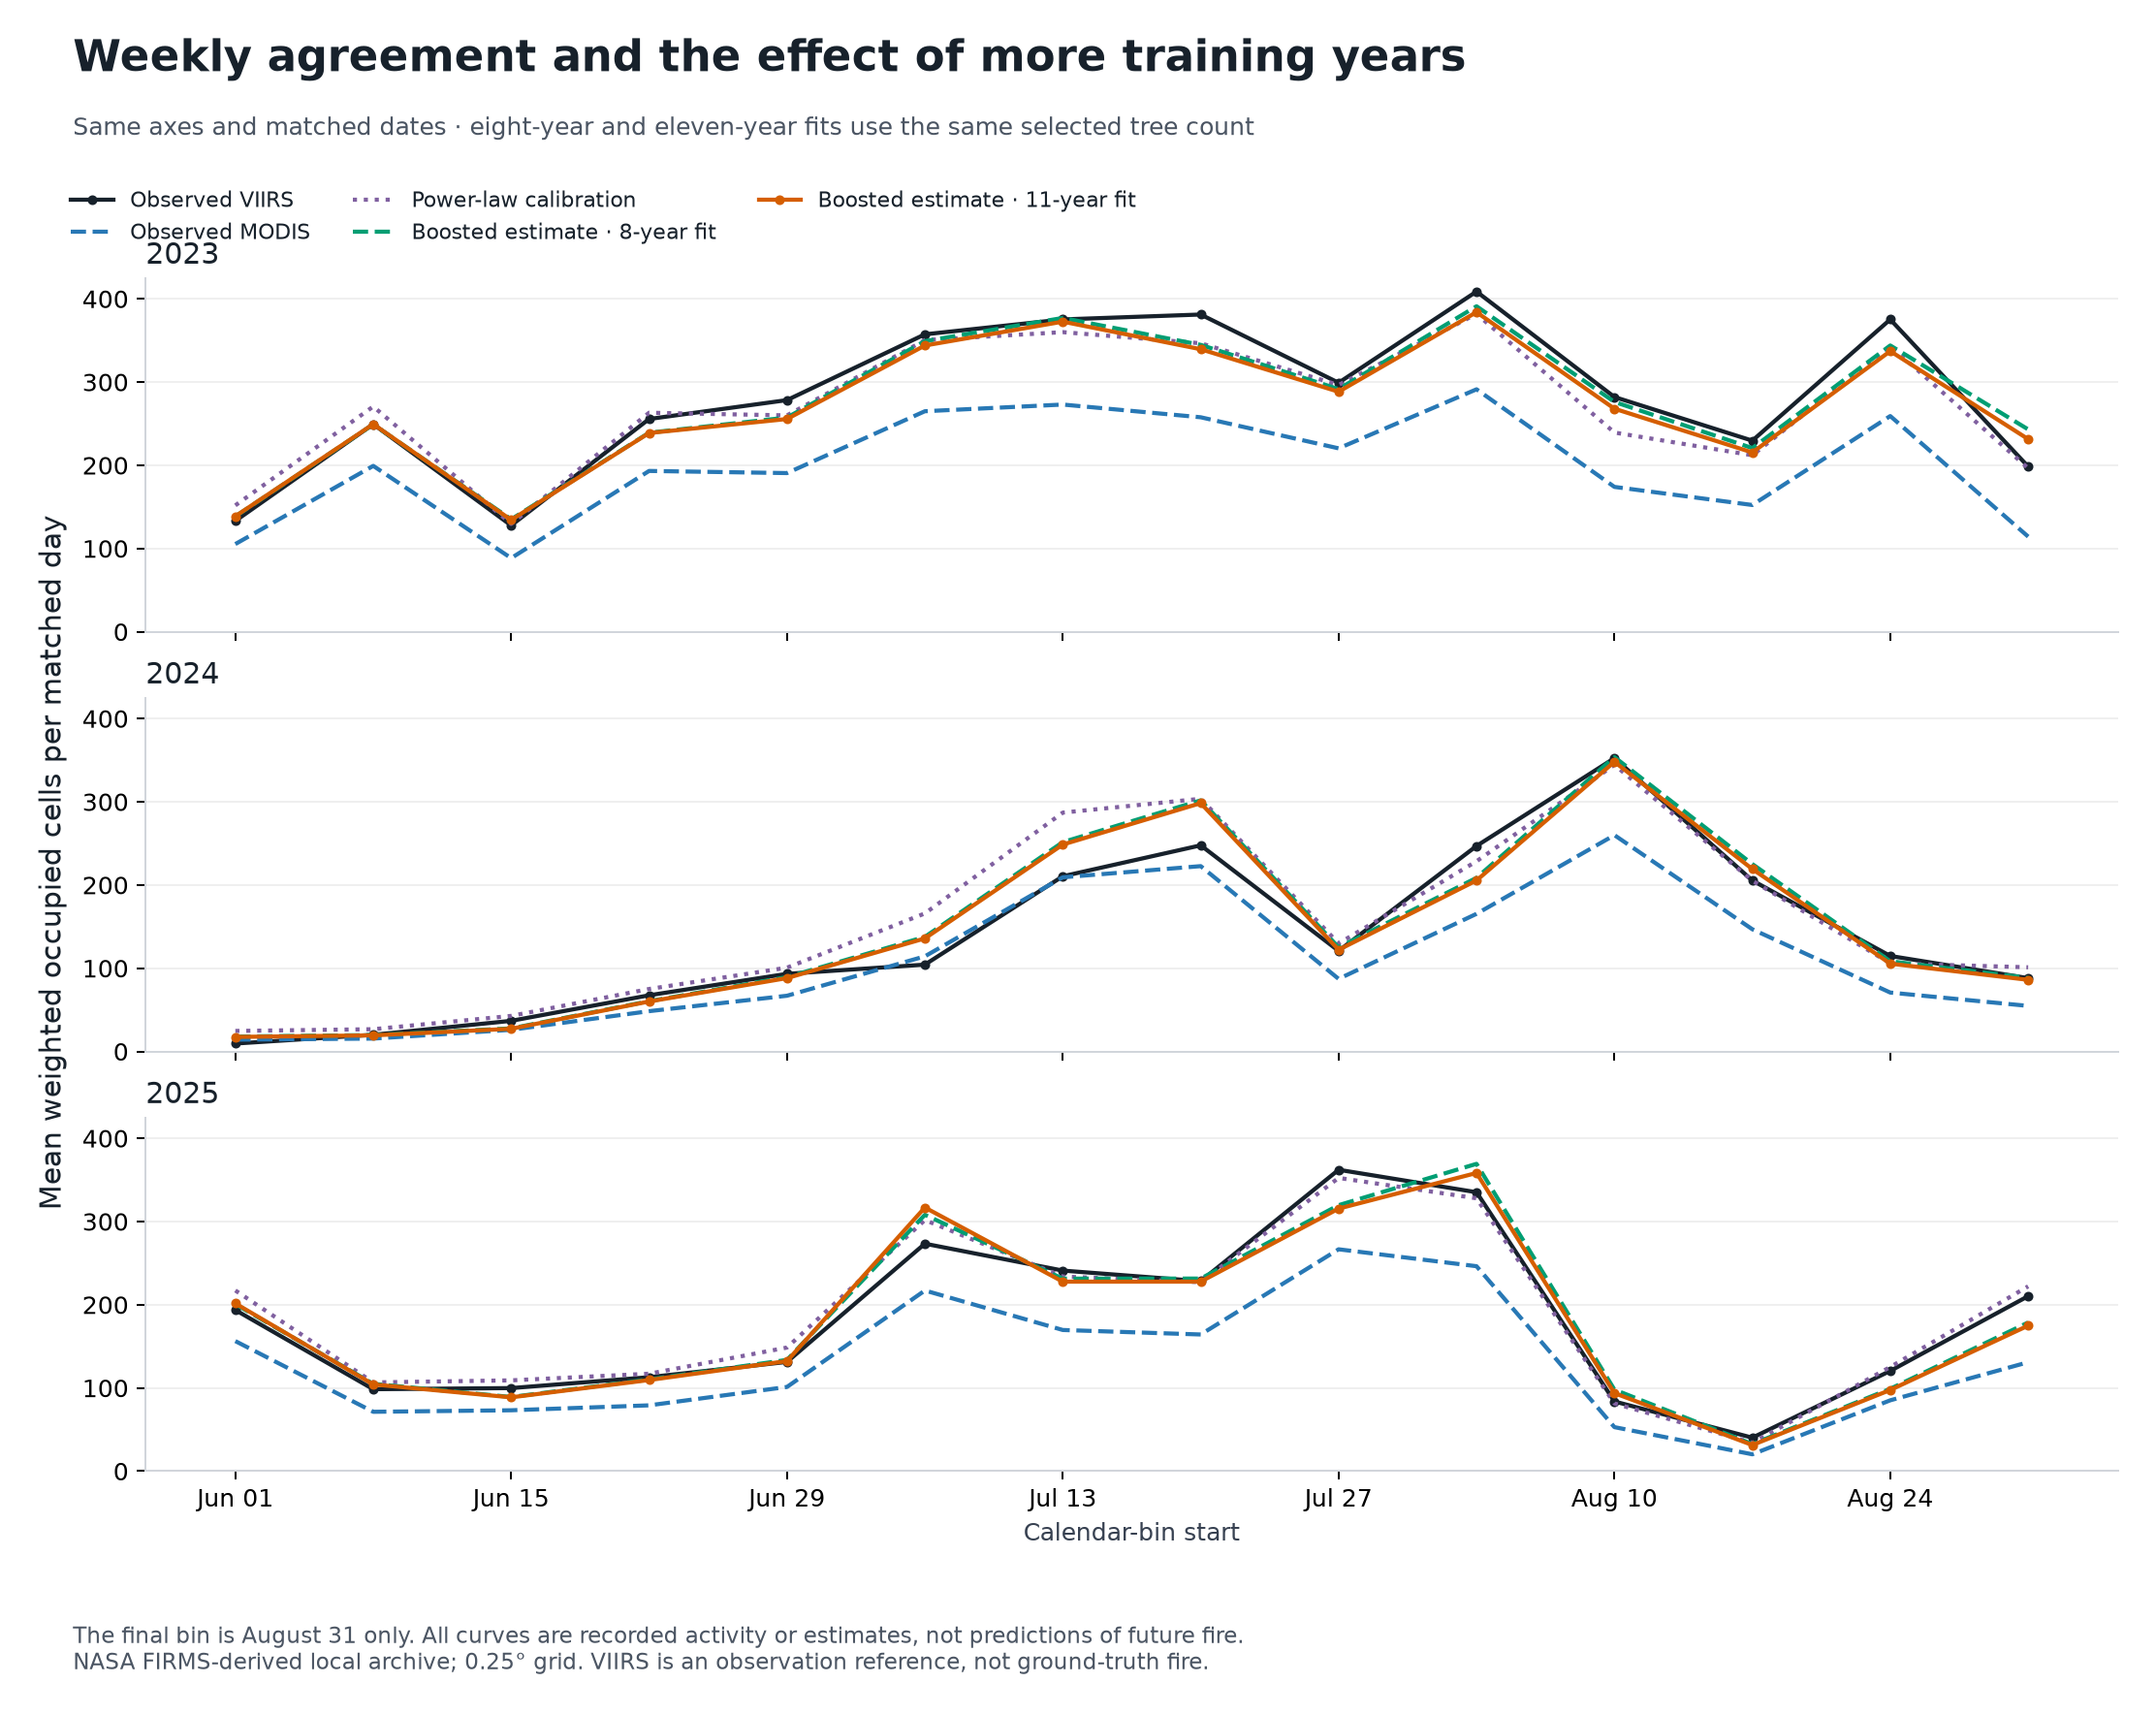 Weekly agreement and the effect of more training years
Same axes and matched dates · eight-year and eleven-year fits use the same selected tree count
Observed VIIRS
Observed MODIS
Power-law calibration
Boosted estimate · 8-year fit
Boosted estimate · 11-year fit
Mean weighted occupied cells per matched day
2023
400
300
200
100
0
2024
400
300
200
100
0
2025
400
300
200
100
0
Jun 01
Jun 15
Jun 29
Jul 13
Jul 27
Aug 10
Aug 24
Calendar-bin start
The final bin is August 31 only. All curves are recorded activity or estimates, not predictions of future fire.
NASA FIRMS-derived local archive; 0.25° grid. VIIRS is an observation reference, not ground-truth fire.